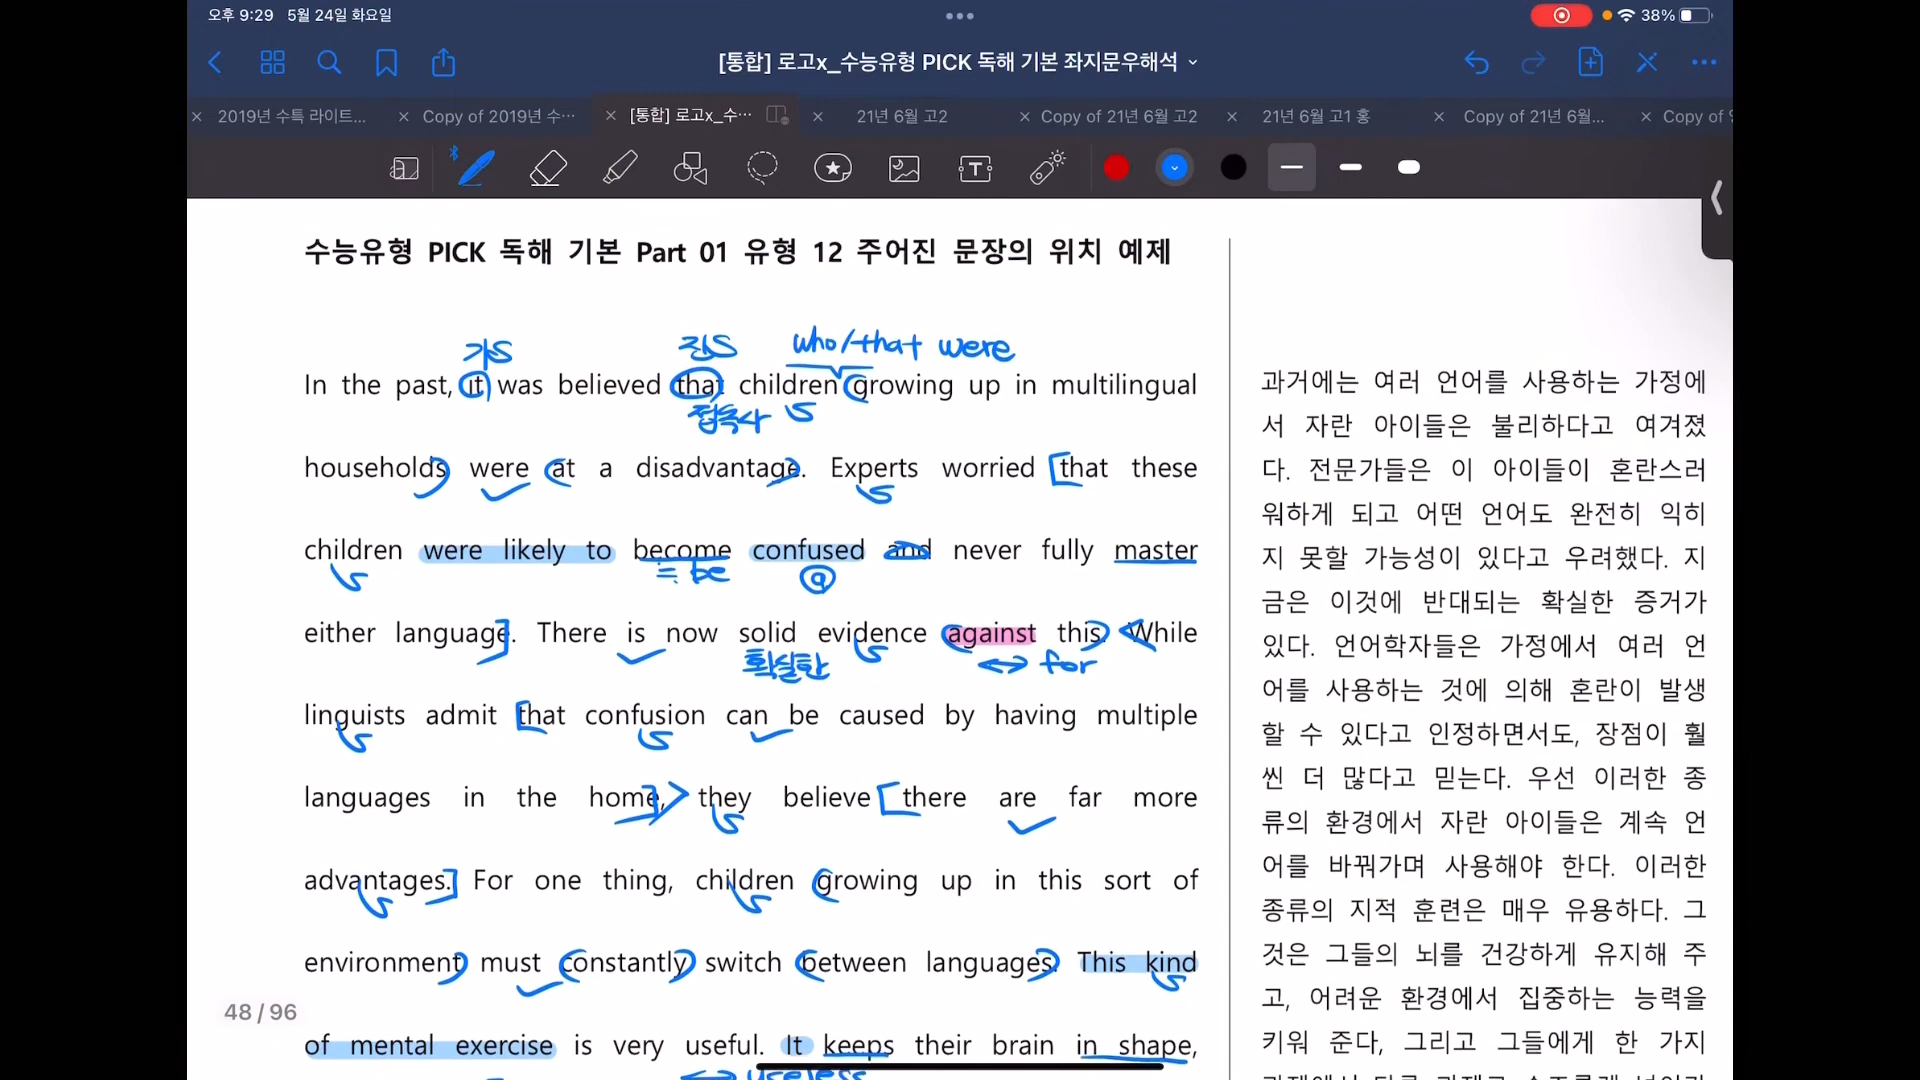 오후 9:29 5월 24일 화요일
38%
[통합] 로고x_수능유형 PICK 독해 기본 좌지문우해석
2019년 수특 라이트...
Copy of 2019년 수...
[통합] 로고x_수...
21년 6월 고2
Copy of 21년 6월 고2
21년 6월 고1 홍
Copy of 21년 6월...
Copy of
수능유형 PICK 독해 기본 Part 01 유형 12 주어진 문장의 위치 예제
가S 진S who/that were
In the past, it was believed that children growing up in multilingual
접속사 S
households were at a disadvantage. Experts worried that these
S
children were likely to become confused and never fully master
S = be a
either language. There is now solid evidence against this. While
확실한 S ↔ for
linguists admit that confusion can be caused by having multiple
S S
languages in the home, they believe there are far more
S
advantages. For one thing, children growing up in this sort of
S S
environment must constantly switch between languages. This kind
S
of mental exercise is very useful. It keeps their brain in shape,
↔ useless
48 / 96
과거에는 여러 언어를 사용하는 가정에
서 자란 아이들은 불리하다고 여겨졌
다. 전문가들은 이 아이들이 혼란스러
워하게 되고 어떤 언어도 완전히 익히
지 못할 가능성이 있다고 우려했다. 지
금은 이것에 반대되는 확실한 증거가
있다. 언어학자들은 가정에서 여러 언
어를 사용하는 것에 의해 혼란이 발생
할 수 있다고 인정하면서도, 장점이 훨
씬 더 많다고 믿는다. 우선 이러한 종
류의 환경에서 자란 아이들은 계속 언
어를 바꿔가며 사용해야 한다. 이러한
종류의 지적 훈련은 매우 유용하다. 그
것은 그들의 뇌를 건강하게 유지해 주
고, 어려운 환경에서 집중하는 능력을
키워 준다, 그리고 그들에게 한 가지